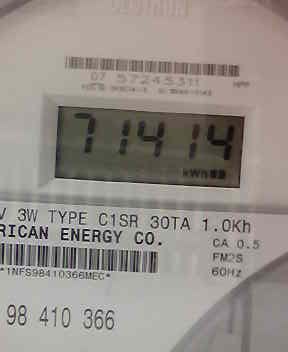 07 57245311
71414
kWh
V 3W TYPE C1SR 30TA 1.0Kh
RICAN ENERGY CO.
CA 0.5
FM2S
60Hz
*1NFS98410366MEC*
98 410 366